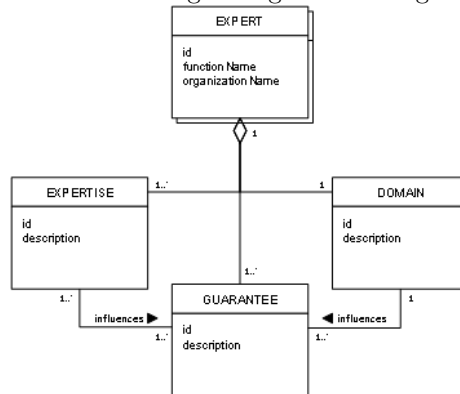 EXPERT
id
function Name
organization Name
1
1..*
1
EXPERTISE
DOMAIN
id
description
id
description
1..*
GUARANTEE
1..*
1
influences ▶
id
description
◀ influences
1..*
1..*